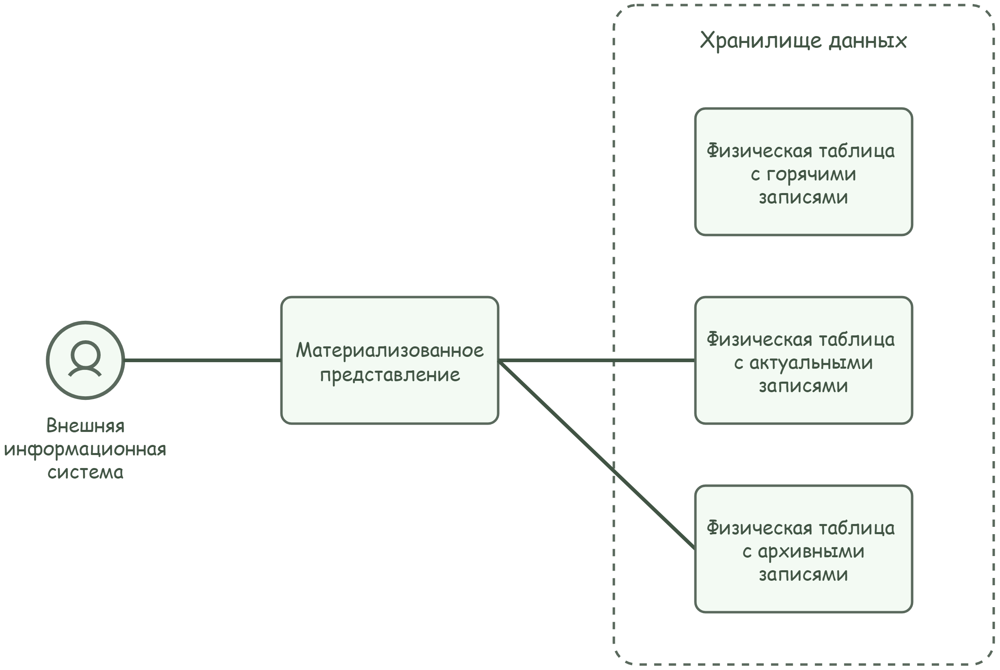 Хранилище данных
Физическая таблица
с горячими
записями
Материализованное
представление
Физическая таблица
с актуальными
записями
Внешняя
информационная
система
Физическая таблица
с архивными
записями